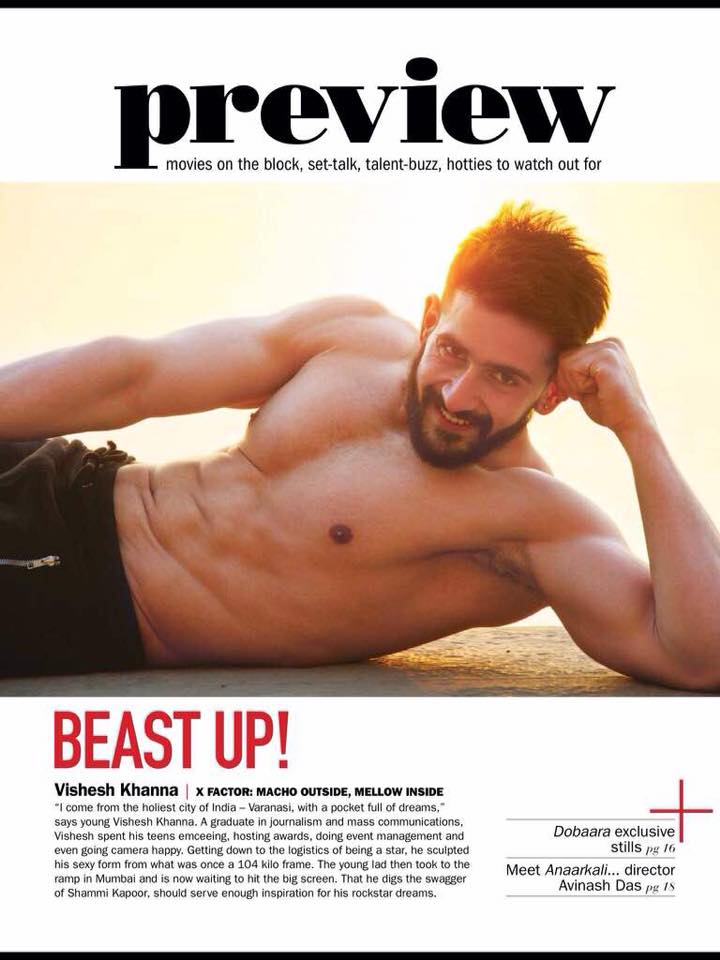 preview
movies on the block, set-talk, talent-buzz, hotties to watch out for
BEAST UP!
Vishesh Khanna | X FACTOR: MACHO OUTSIDE, MELLOW INSIDE
“I come from the holiest city of India – Varanasi, with a pocket full of dreams,”
says young Vishesh Khanna. A graduate in journalism and mass communications,
Vishesh spent his teens emceeing, hosting awards, doing event management and
even going camera happy. Getting down to the logistics of being a star, he sculpted
his sexy form from what was once a 104 kilo frame. The young lad then took to the
ramp in Mumbai and is now waiting to hit the big screen. That he digs the swagger
of Shammi Kapoor, should serve enough inspiration for his rockstar dreams.
Dobaara exclusive
stills pg 16
Meet Anaarkali... director
Avinash Das pg 18